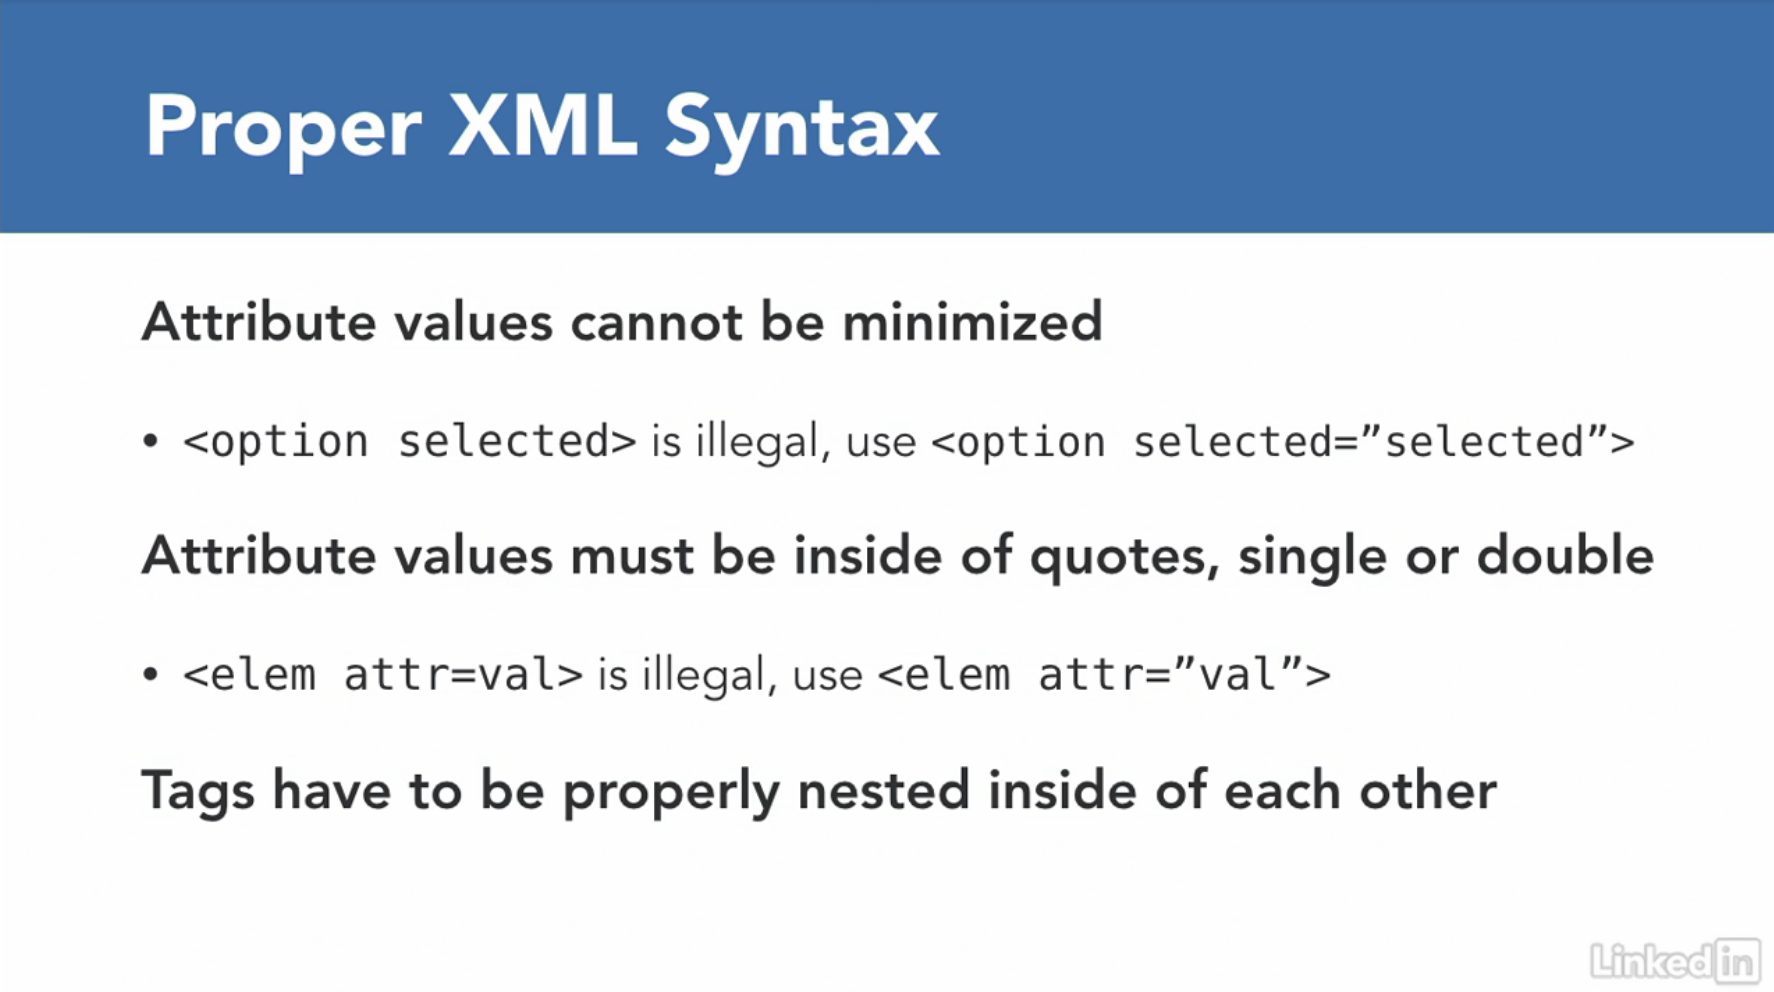 Proper XML Syntax
Attribute values cannot be minimized
• <option selected> is illegal, use <option selected=”selected”>
Attribute values must be inside of quotes, single or double
• <elem attr=val> is illegal, use <elem attr=”val”>
Tags have to be properly nested inside of each other
Linked in